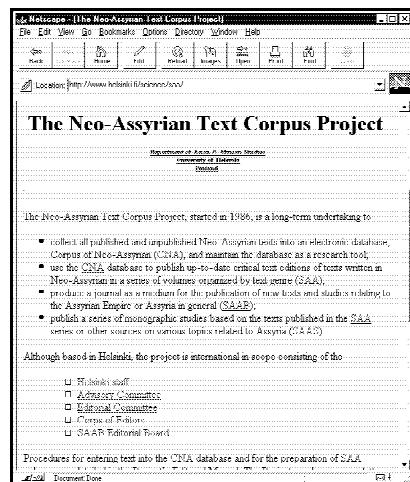 Netscape - [The Neo-Assyrian Text Corpus Project]
File Edit View Go Bookmarks Options Directory Window Help
Back Home Edit Reload Images Open Print Find
Location: http://www.helsinki.fi/science/saa/
The Neo-Assyrian Text Corpus Project
University of Helsinki
Finland
The Neo-Assyrian Text Corpus Project, started in 1986, is a long-term undertaking to
• collect all published and unpublished Neo-Assyrian texts into an electronic database,
Corpus of Neo-Assyrian (CNA), and maintain the database as a research tool;
• use the CNA database to publish up-to-date critical text editions of texts written in
Neo-Assyrian in a series of volumes organized by text genre (SAA);
• produce a journal as a medium for the publication of new texts and studies relating to
the Assyrian Empire or Assyria in general (SAAB);
• publish a series of monographic studies based on the texts published in the SAA
series or other sources on various topics related to Assyria (SAAS)
Although based in Helsinki, the project is international in scope consisting of the
□ Helsinki staff
□ Advisory Committee
□ Editorial Committee
□ Corps of Editors
□ SAAB Editorial Board
Procedures for entering text into the CNA database and for the preparation of SAA
Document: Done